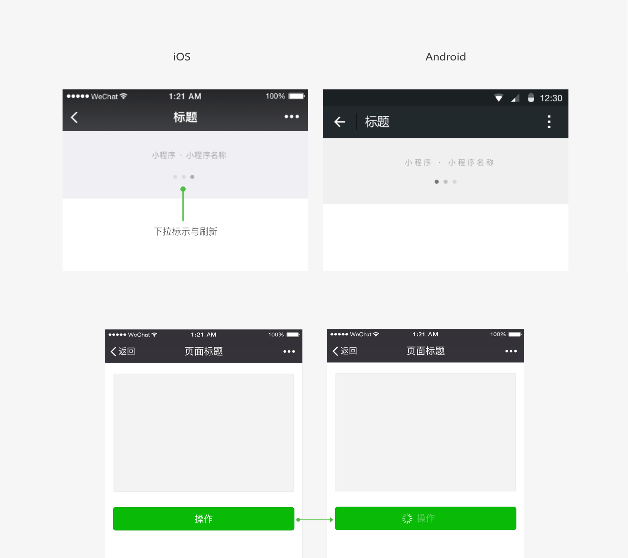 iOS
Android
WeChat 1:21 AM 100%
标题
小程序 · 小程序名称
下拉标示与刷新
12:30
标题
小程序 · 小程序名称
WeChat 1:21 AM 100%
返回 页面标题
操作
WeChat 1:21 AM 100%
返回 页面标题
操作